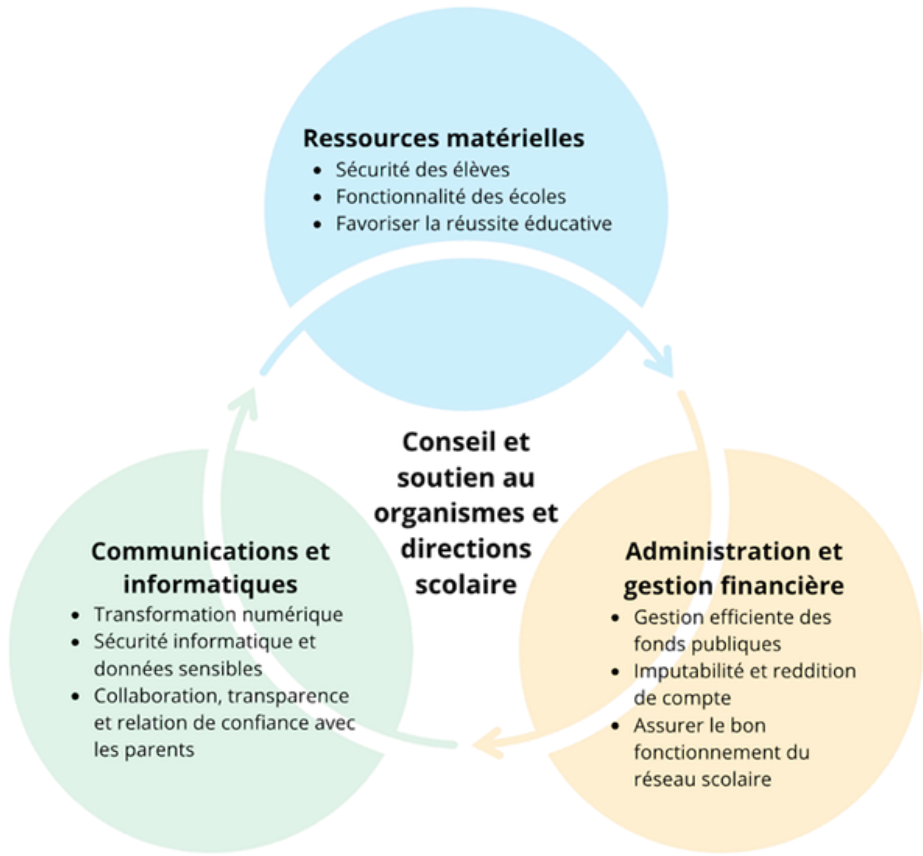 Ressources matérielles
• Sécurité des élèves
• Fonctionnalité des écoles
• Favoriser la réussite éducative
Conseil et
soutien au
organismes et
directions
scolaire
Communications et
informatiques
• Transformation numérique
• Sécurité informatique et
données sensibles
• Collaboration, transparence
et relation de confiance avec
les parents
Administration et
gestion financière
• Gestion efficiente des
fonds publiques
• Imputabilité et reddition
de compte
• Assurer le bon
fonctionnement du
réseau scolaire